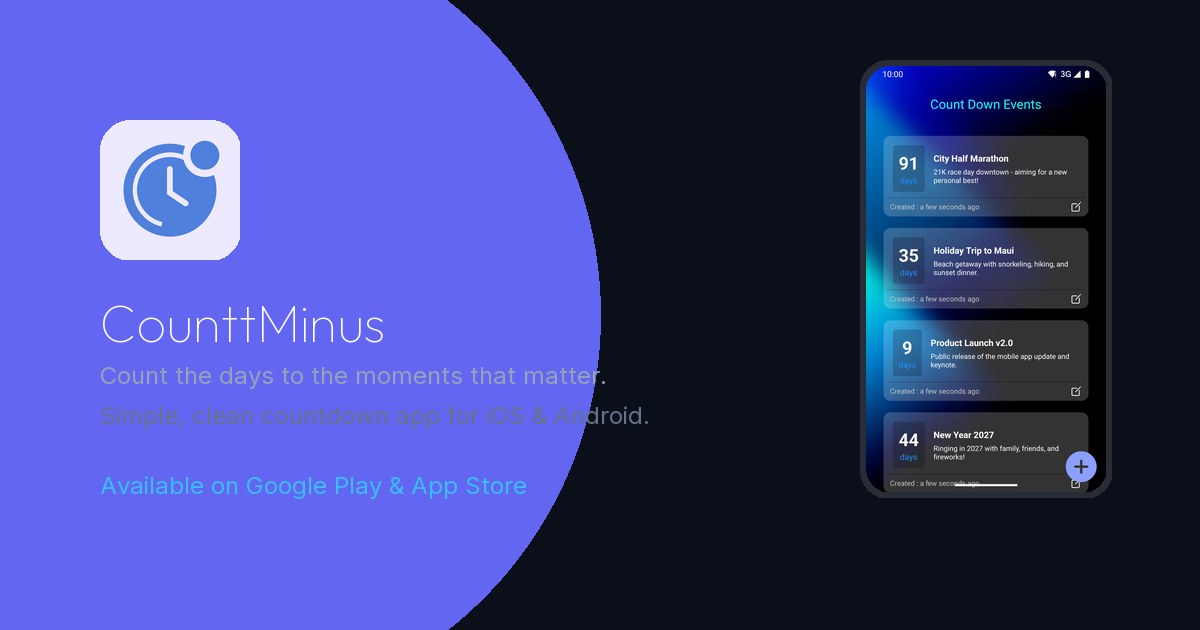 CounttMinus
Count the days to the moments that matter.
Simple, clean countdown app for iOS & Android.
Available on Google Play & App Store
10:00
3G
Count Down Events
91
days
City Half Marathon
21K race day downtown - aiming for a new
personal best!
Created : a few seconds ago
35
days
Holiday Trip to Maui
Beach getaway with snorkeling, hiking, and
sunset dinner.
Created : a few seconds ago
9
days
Product Launch v2.0
Public release of the mobile app update and
keynote.
Created : a few seconds ago
44
days
New Year 2027
Ringing in 2027 with family, friends, and
fireworks!
Created : a few seconds ago